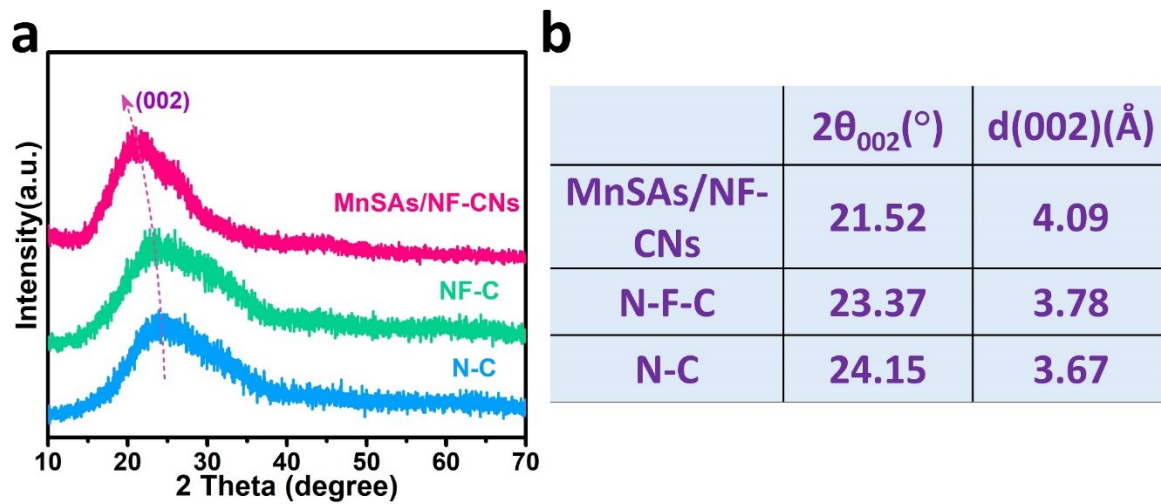 a
(002)
MnSAs/NF-CNs
NF-C
N-C
Intensity(a.u.)
10 20 30 40 50 60 70
2 Theta (degree)
b
2θ₀₀₂(°) d(002)(Å)
MnSAs/NF-
CNs 21.52 4.09
N-F-C 23.37 3.78
N-C 24.15 3.67